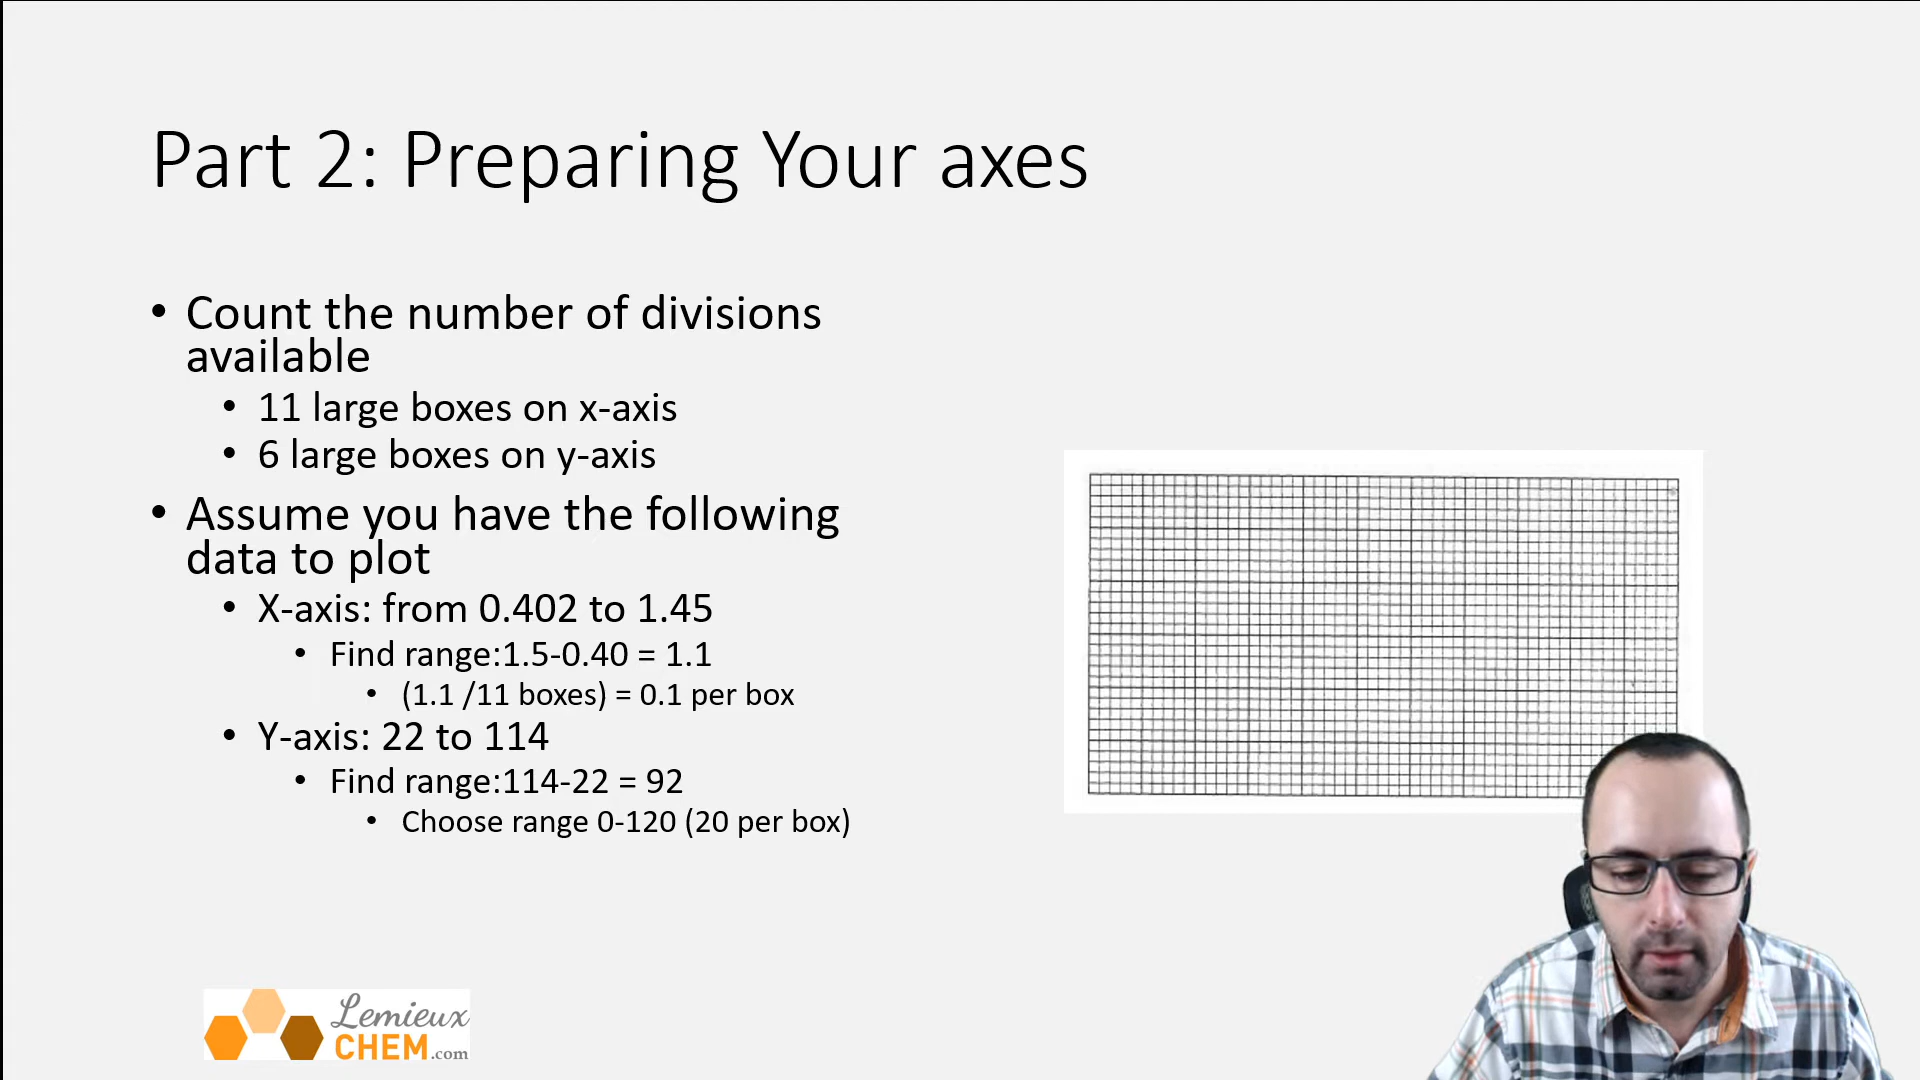 Part 2: Preparing Your axes
• Count the number of divisions
available
• 11 large boxes on x-axis
• 6 large boxes on y-axis
• Assume you have the following
data to plot
• X-axis: from 0.402 to 1.45
• Find range:1.5-0.40 = 1.1
• (1.1 /11 boxes) = 0.1 per box
• Y-axis: 22 to 114
• Find range:114-22 = 92
• Choose range 0-120 (20 per box)
Lemieux
CHEM.com